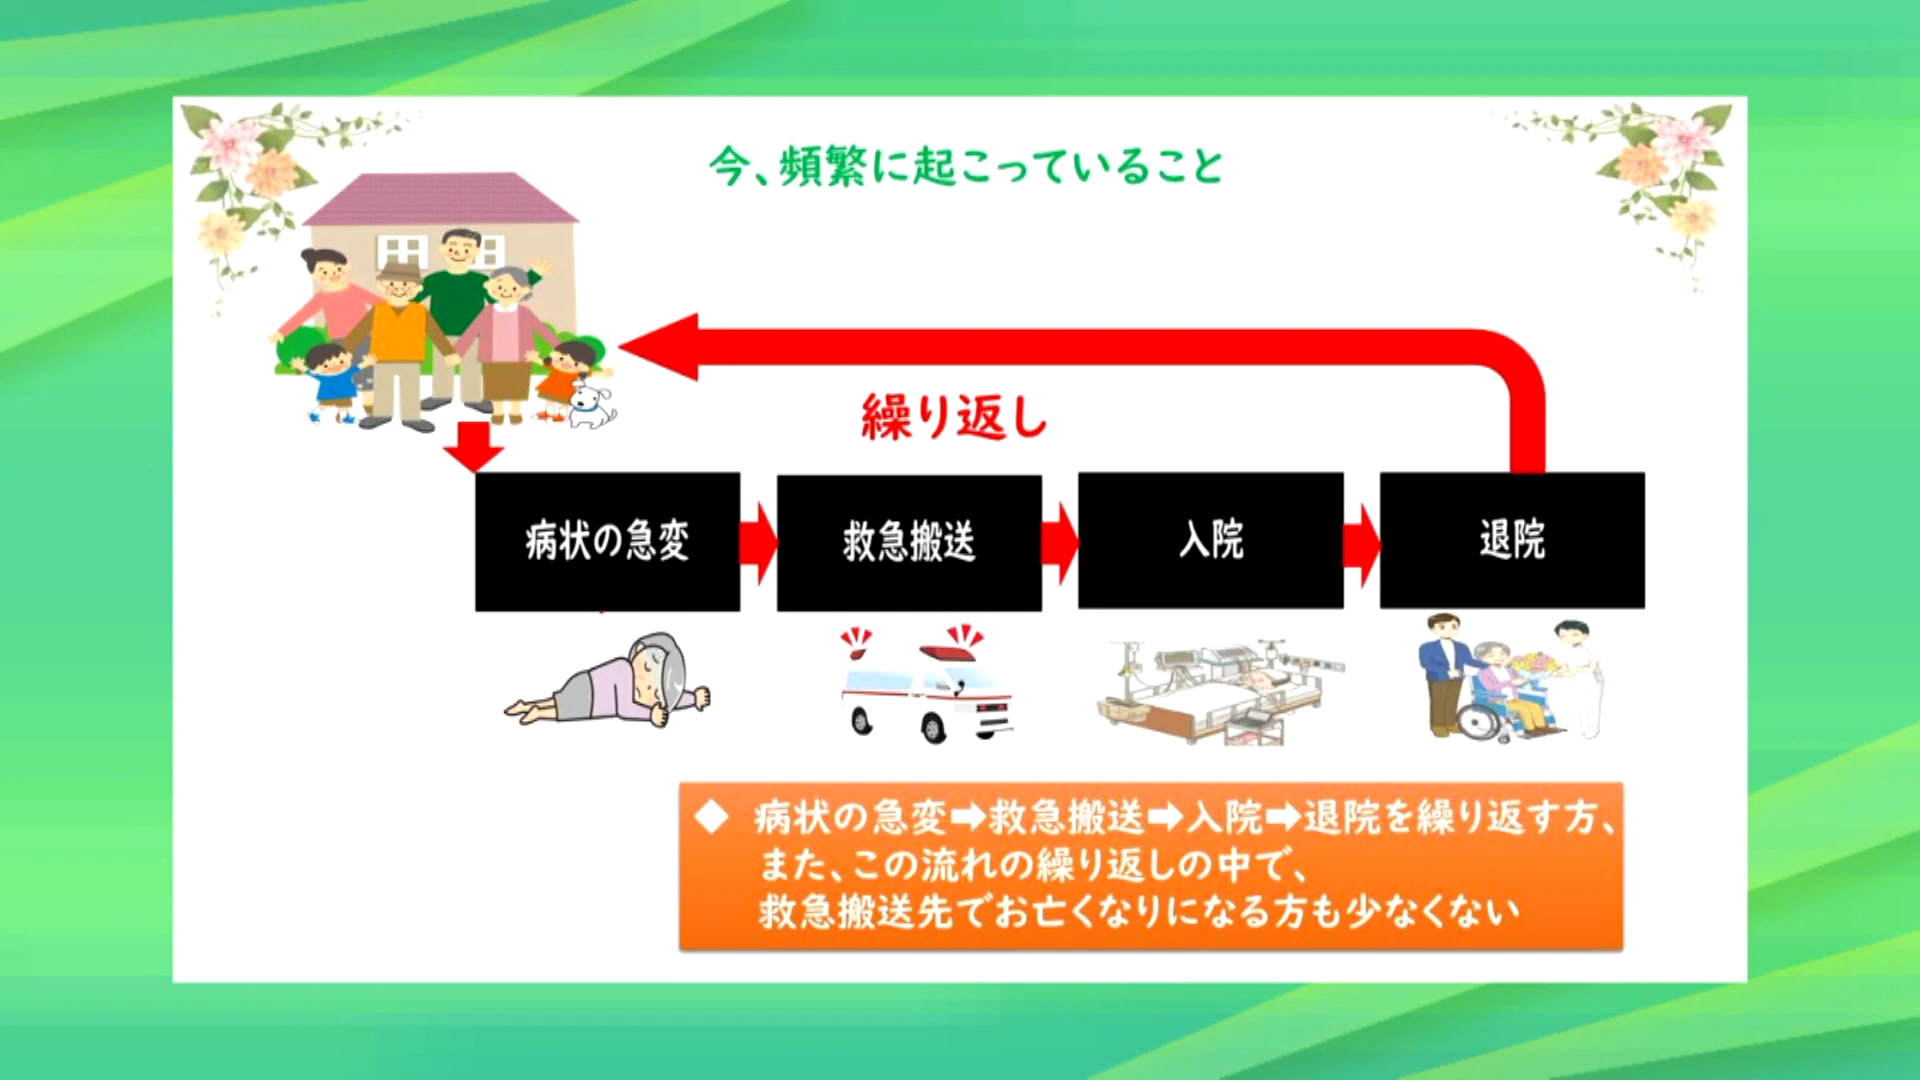 今、頻繁に起こっていること
繰り返し
病状の急変
救急搬送
入院
退院
◆ 病状の急変➡救急搬送➡入院➡退院を繰り返す方、
また、この流れの繰り返しの中で、
救急搬送先でお亡くなりになる方も少なくない